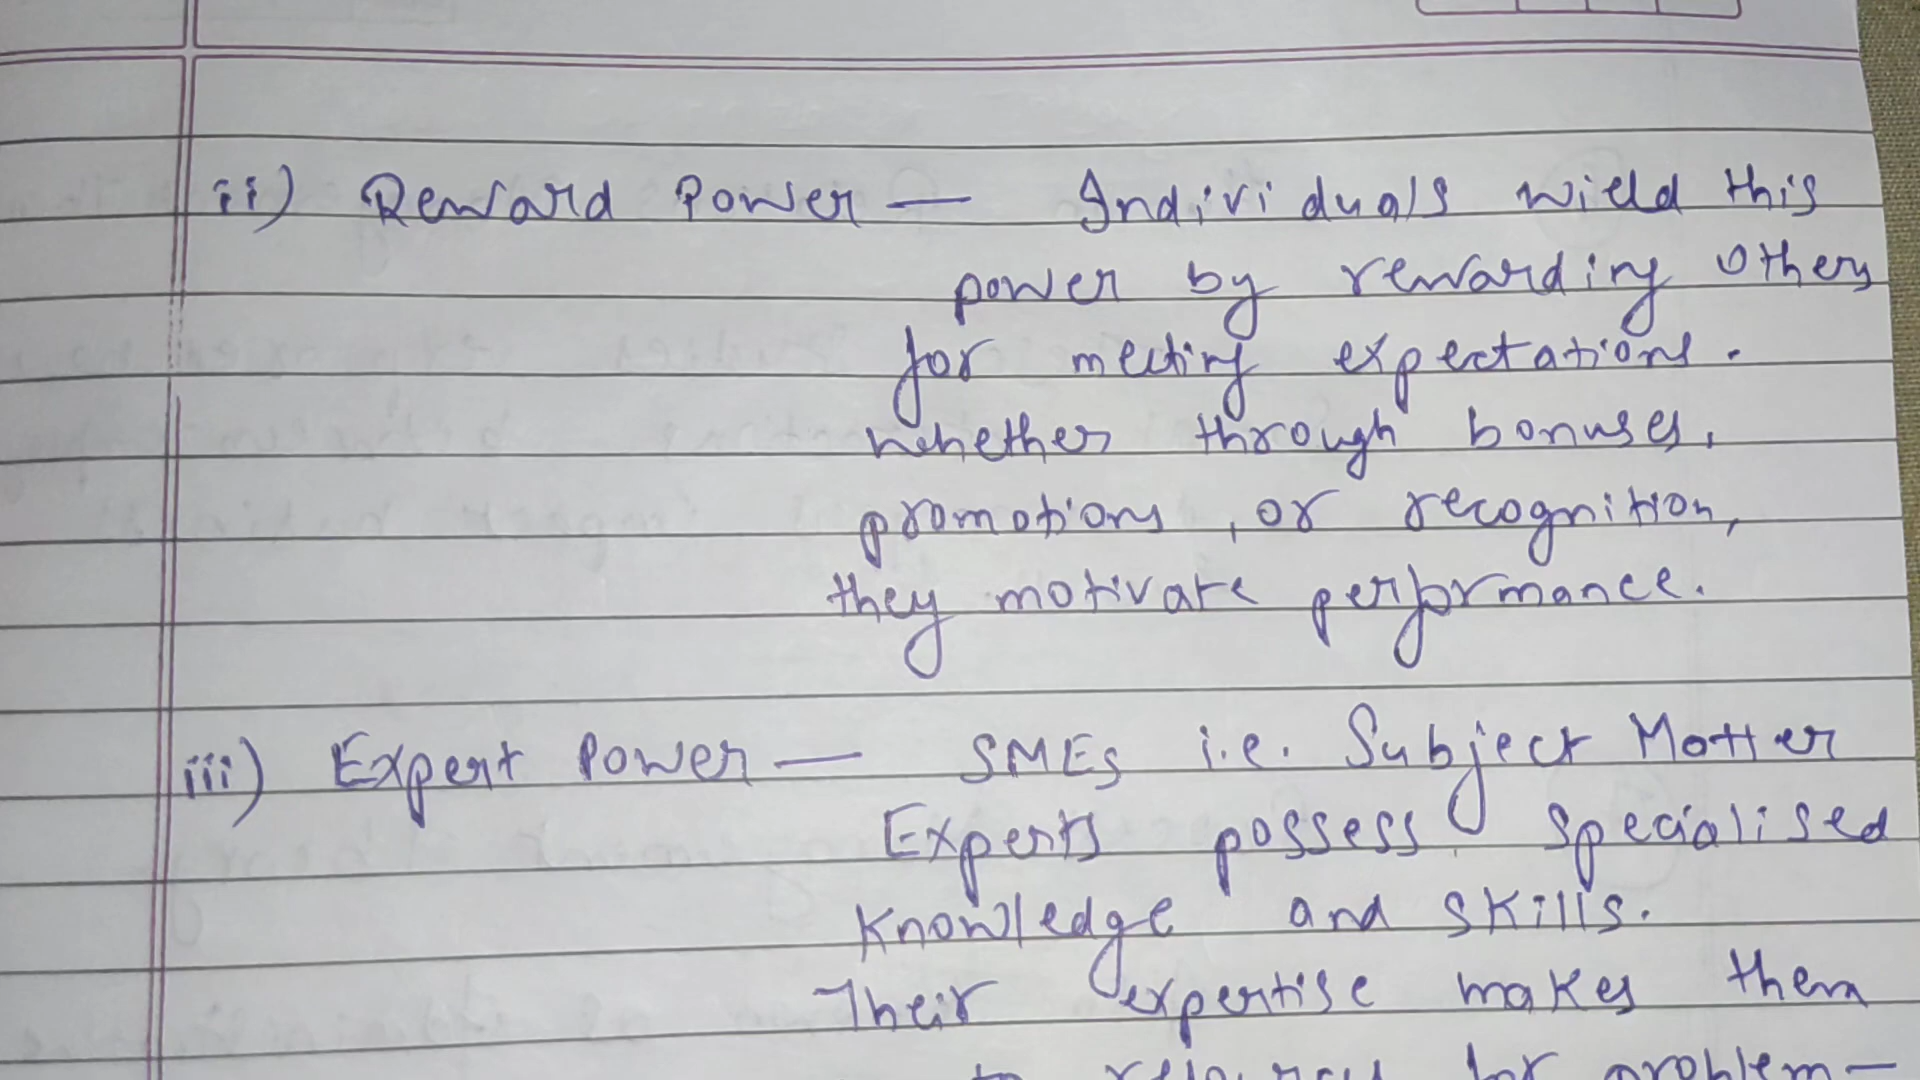 ii) Reward Power — Individuals wield this
power by rewarding others
for meeting expectations.
whether through bonuses,
promotions, or recognition,
they motivate performance.
iii) Expert Power — SMEs i.e. Subject Matter
Experts possess specialised
Knowledge and skills.
Their expertise makes them
for problem-